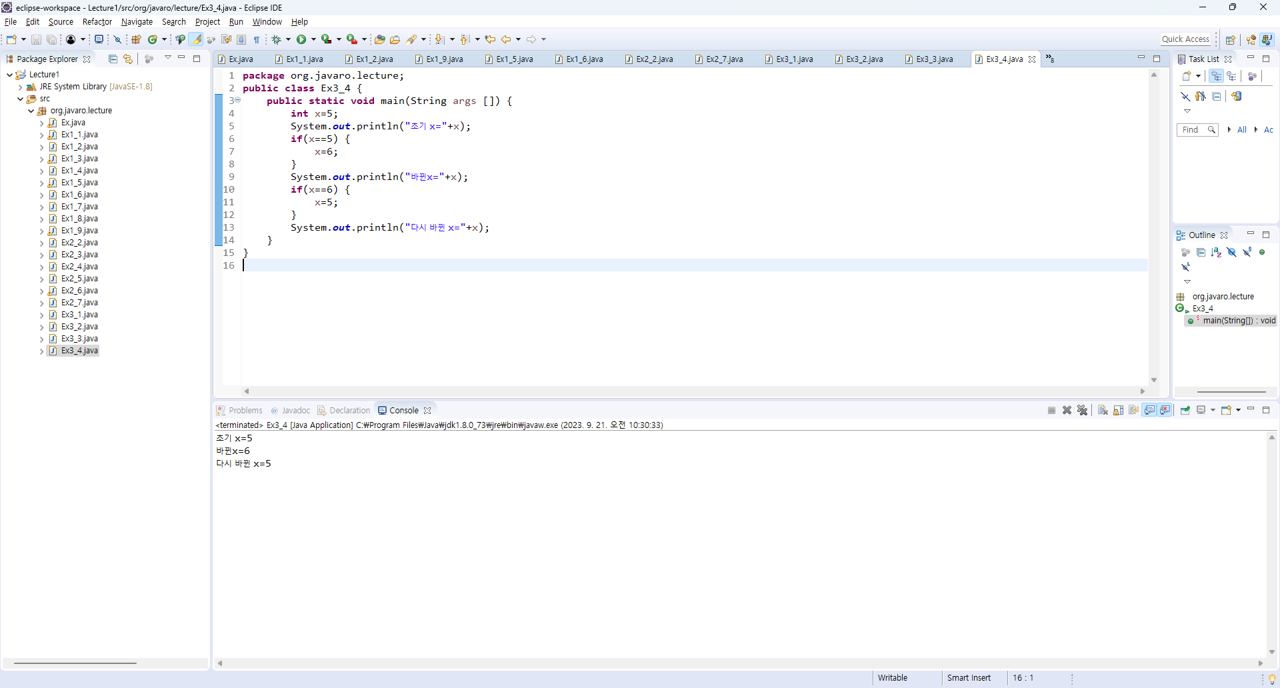 eclipse-workspace - Lecture1/src/org/javaro/lecture/Ex3_4.java - Eclipse IDE
File Edit Source Refactor Navigate Search Project Run Window Help
Quick Access
Package Explorer
Lecture1
JRE System Library [JavaSE-1.8]
src
org.javaro.lecture
Ex.java
Ex1_1.java
Ex1_2.java
Ex1_3.java
Ex1_4.java
Ex1_5.java
Ex1_6.java
Ex1_7.java
Ex1_8.java
Ex1_9.java
Ex2_2.java
Ex2_3.java
Ex2_4.java
Ex2_5.java
Ex2_6.java
Ex2_7.java
Ex3_1.java
Ex3_2.java
Ex3_3.java
Ex3_4.java
Ex.java Ex1_1.java Ex1_2.java Ex1_9.java Ex1_5.java Ex1_6.java Ex2_2.java Ex2_7.java Ex3_1.java Ex3_2.java Ex3_3.java Ex3_4.java »8
1 package org.javaro.lecture;
2 public class Ex3_4 {
3 public static void main(String args []) {
4 int x=5;
5 System.out.println("초기 x="+x);
6 if(x==5) {
7 x=6;
8 }
9 System.out.println("바뀐x="+x);
10 if(x==6) {
11 x=5;
12 }
13 System.out.println("다시 바뀐 x="+x);
14 }
15 }
16
Task List
Find All Ac
Outline
org.javaro.lecture
Ex3_4
main(String[]) : void
Problems Javadoc Declaration Console
<terminated> Ex3_4 [Java Application] C:₩Program Files₩Java₩jdk1.8.0_73₩jre₩bin₩javaw.exe (2023. 9. 21. 오전 10:30:33)
초기 x=5
바뀐x=6
다시 바뀐 x=5
Writable Smart Insert 16 : 1